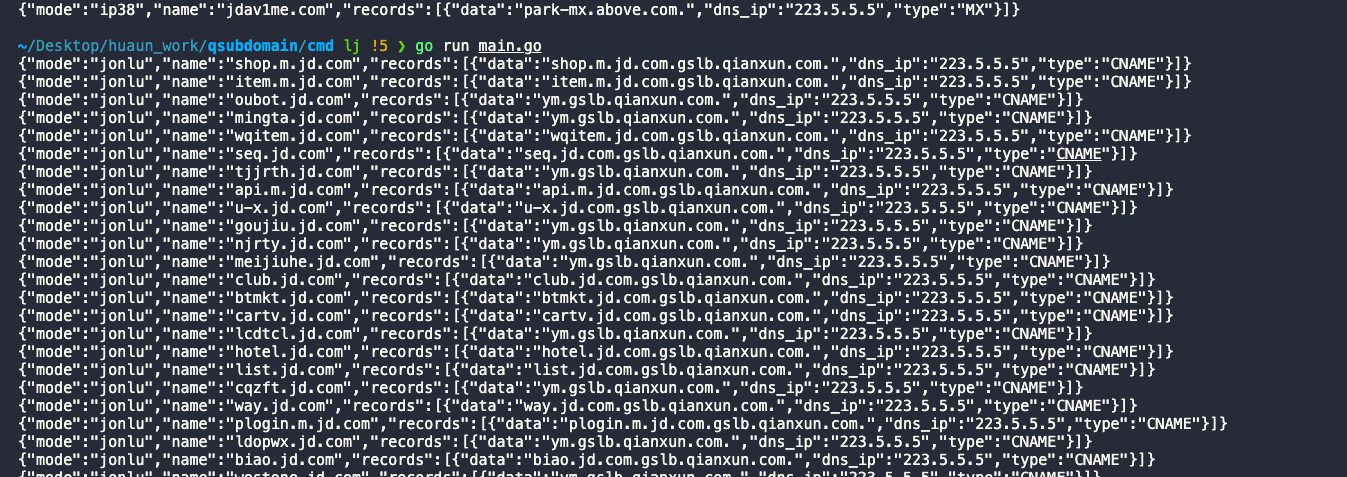 {"mode":"ip38","name":"jdav1me.com","records":[{"data":"park-mx.above.com.","dns_ip":"223.5.5.5","type":"MX"}]}
~/Desktop/huaun_work/qsubdomain/cmd lj !5 ❯ go run main.go
{"mode":"jonlu","name":"shop.m.jd.com","records":[{"data":"shop.m.jd.com.gslb.qianxun.com.","dns_ip":"223.5.5.5","type":"CNAME"}]}
{"mode":"jonlu","name":"item.m.jd.com","records":[{"data":"item.m.jd.com.gslb.qianxun.com.","dns_ip":"223.5.5.5","type":"CNAME"}]}
{"mode":"jonlu","name":"oubot.jd.com","records":[{"data":"ym.gslb.qianxun.com.","dns_ip":"223.5.5.5","type":"CNAME"}]}
{"mode":"jonlu","name":"mingta.jd.com","records":[{"data":"ym.gslb.qianxun.com.","dns_ip":"223.5.5.5","type":"CNAME"}]}
{"mode":"jonlu","name":"wqitem.jd.com","records":[{"data":"wqitem.jd.com.gslb.qianxun.com.","dns_ip":"223.5.5.5","type":"CNAME"}]}
{"mode":"jonlu","name":"seq.jd.com","records":[{"data":"seq.jd.com.gslb.qianxun.com.","dns_ip":"223.5.5.5","type":"CNAME"}]}
{"mode":"jonlu","name":"tjjrth.jd.com","records":[{"data":"ym.gslb.qianxun.com.","dns_ip":"223.5.5.5","type":"CNAME"}]}
{"mode":"jonlu","name":"api.m.jd.com","records":[{"data":"api.m.jd.com.gslb.qianxun.com.","dns_ip":"223.5.5.5","type":"CNAME"}]}
{"mode":"jonlu","name":"u-x.jd.com","records":[{"data":"u-x.jd.com.gslb.qianxun.com.","dns_ip":"223.5.5.5","type":"CNAME"}]}
{"mode":"jonlu","name":"goujiu.jd.com","records":[{"data":"ym.gslb.qianxun.com.","dns_ip":"223.5.5.5","type":"CNAME"}]}
{"mode":"jonlu","name":"njrty.jd.com","records":[{"data":"ym.gslb.qianxun.com.","dns_ip":"223.5.5.5","type":"CNAME"}]}
{"mode":"jonlu","name":"meijiuhe.jd.com","records":[{"data":"ym.gslb.qianxun.com.","dns_ip":"223.5.5.5","type":"CNAME"}]}
{"mode":"jonlu","name":"club.jd.com","records":[{"data":"club.jd.com.gslb.qianxun.com.","dns_ip":"223.5.5.5","type":"CNAME"}]}
{"mode":"jonlu","name":"btmkt.jd.com","records":[{"data":"btmkt.jd.com.gslb.qianxun.com.","dns_ip":"223.5.5.5","type":"CNAME"}]}
{"mode":"jonlu","name":"cartv.jd.com","records":[{"data":"cartv.jd.com.gslb.qianxun.com.","dns_ip":"223.5.5.5","type":"CNAME"}]}
{"mode":"jonlu","name":"lcdtcl.jd.com","records":[{"data":"ym.gslb.qianxun.com.","dns_ip":"223.5.5.5","type":"CNAME"}]}
{"mode":"jonlu","name":"hotel.jd.com","records":[{"data":"hotel.jd.com.gslb.qianxun.com.","dns_ip":"223.5.5.5","type":"CNAME"}]}
{"mode":"jonlu","name":"list.jd.com","records":[{"data":"list.jd.com.gslb.qianxun.com.","dns_ip":"223.5.5.5","type":"CNAME"}]}
{"mode":"jonlu","name":"cqzft.jd.com","records":[{"data":"ym.gslb.qianxun.com.","dns_ip":"223.5.5.5","type":"CNAME"}]}
{"mode":"jonlu","name":"way.jd.com","records":[{"data":"way.jd.com.gslb.qianxun.com.","dns_ip":"223.5.5.5","type":"CNAME"}]}
{"mode":"jonlu","name":"plogin.m.jd.com","records":[{"data":"plogin.m.jd.com.gslb.qianxun.com.","dns_ip":"223.5.5.5","type":"CNAME"}]}
{"mode":"jonlu","name":"ldopwx.jd.com","records":[{"data":"ym.gslb.qianxun.com.","dns_ip":"223.5.5.5","type":"CNAME"}]}
{"mode":"jonlu","name":"biao.jd.com","records":[{"data":"biao.jd.com.gslb.qianxun.com.","dns_ip":"223.5.5.5","type":"CNAME"}]}